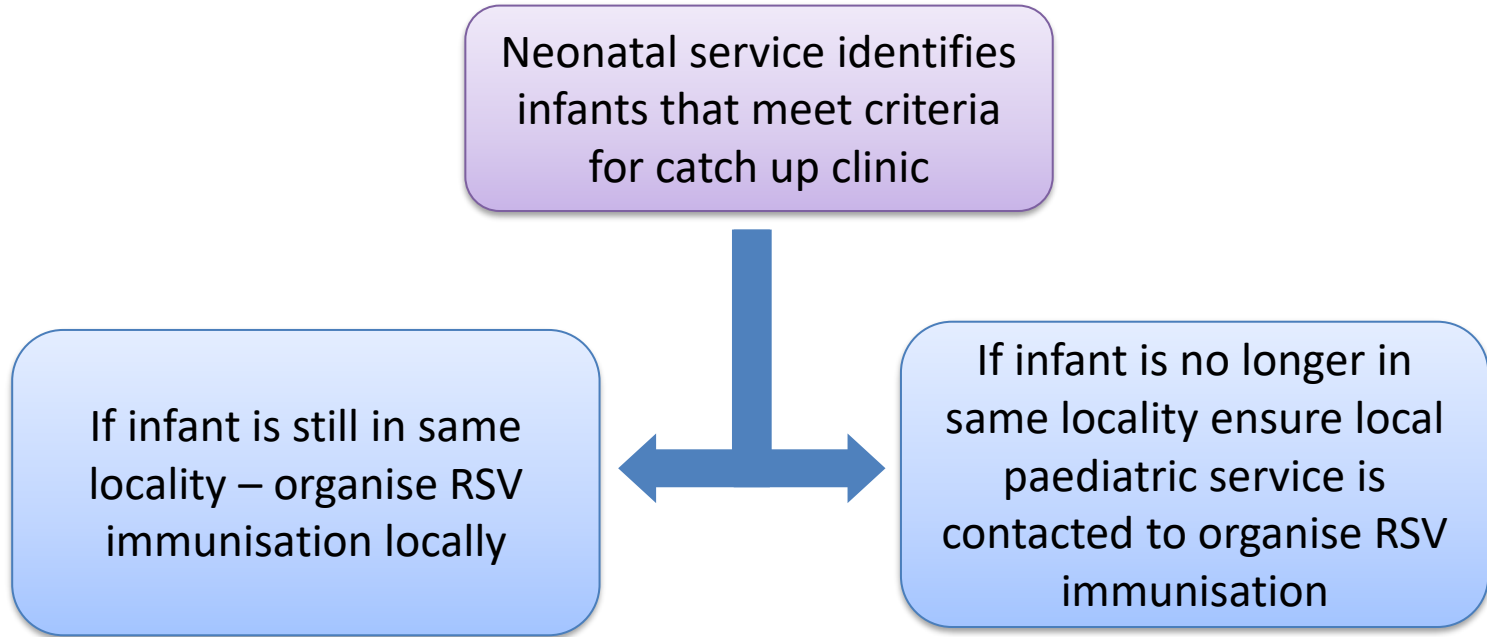 Neonatal service identifies
infants that meet criteria
for catch up clinic
If infant is still in same
locality – organise RSV
immunisation locally
If infant is no longer in
same locality ensure local
paediatric service is
contacted to organise RSV
immunisation